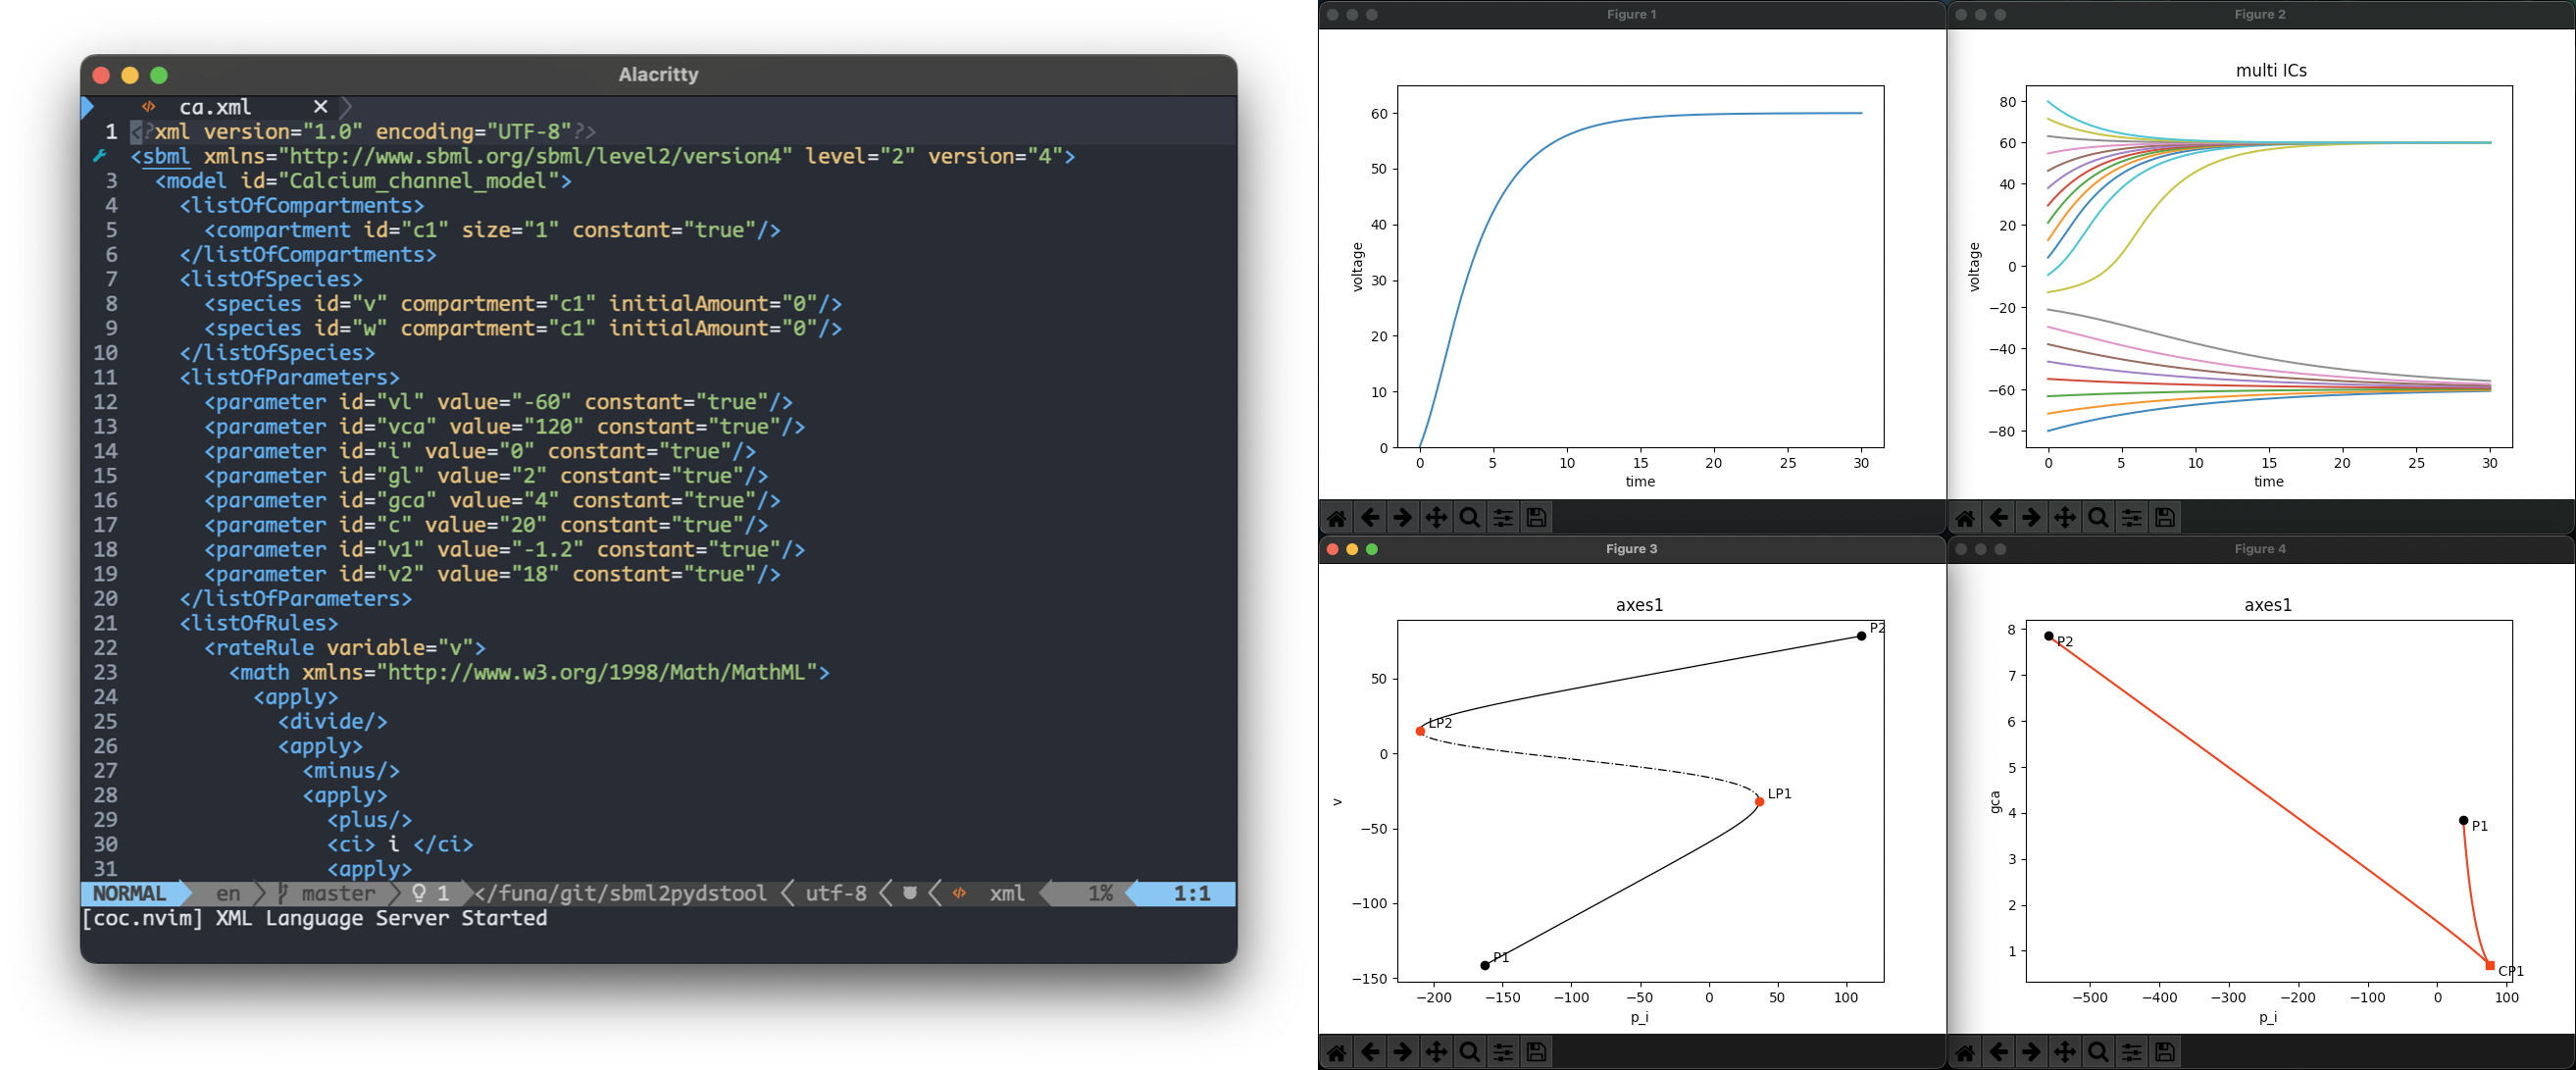 Alacritty
ca.xml
1 <?xml version="1.0" encoding="UTF-8"?>
<sbml xmlns="http://www.sbml.org/sbml/level2/version4" level="2" version="4">
3 <model id="Calcium_channel_model">
4 <listOfCompartments>
5 <compartment id="c1" size="1" constant="true"/>
6 </listOfCompartments>
7 <listOfSpecies>
8 <species id="v" compartment="c1" initialAmount="0"/>
9 <species id="w" compartment="c1" initialAmount="0"/>
10 </listOfSpecies>
11 <listOfParameters>
12 <parameter id="vl" value="-60" constant="true"/>
13 <parameter id="vca" value="120" constant="true"/>
14 <parameter id="i" value="0" constant="true"/>
15 <parameter id="gl" value="2" constant="true"/>
16 <parameter id="gca" value="4" constant="true"/>
17 <parameter id="c" value="20" constant="true"/>
18 <parameter id="v1" value="-1.2" constant="true"/>
19 <parameter id="v2" value="18" constant="true"/>
20 </listOfParameters>
21 <listOfRules>
22 <rateRule variable="v">
23 <math xmlns="http://www.w3.org/1998/Math/MathML">
24 <apply>
25 <divide/>
26 <apply>
27 <minus/>
28 <apply>
29 <plus/>
30 <ci> i </ci>
31 <apply>
NORMAL en master 1 </funa/git/sbml2pydstool utf-8 xml 1% 1:1
[coc.nvim] XML Language Server Started
Figure 1
60
50
40
30
20
10
0
voltage
0 5 10 15 20 25 30
time
Figure 2
multi ICs
80
60
40
20
0
−20
−40
−60
−80
voltage
0 5 10 15 20 25 30
time
Figure 3
axes1
P2
50
LP2
0
LP1
v
−50
−100
P1
−150
−200 −150 −100 −50 0 50 100
p_i
Figure 4
axes1
8
P2
7
6
5
4
P1
gca
3
2
1
CP1
−500 −400 −300 −200 −100 0 100
p_i